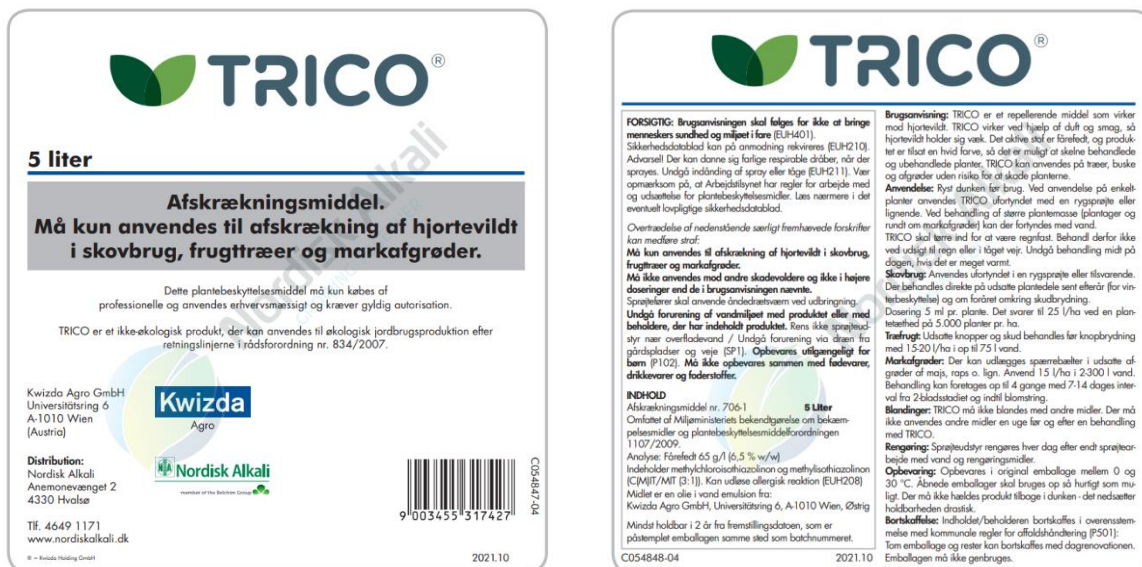 TRICO®
5 liter
Afskrækningsmiddel.
Må kun anvendes til afskrækning af hjortevildt
i skovbrug, frugttræer og markafgrøder.
Dette plantebeskyttelsesmiddel må kun købes af
professionelle og anvendes erhvervsmæssigt og kræver gyldig autorisation.
TRICO er et ikke-økologisk produkt, der kan anvendes til økologisk jordbrugsproduktion efter
retningslinjerne i rådsforordning nr. 834/2007.
Kwizda Agro GmbH
Universitätsring 6
A-1010 Wien
(Austria)
Kwizda
Agro
Distribution:
Nordisk Alkali
Anemonevænget 2
4330 Hvalsø
Nordisk Alkali
member of the Belchim Group
Tlf. 4649 1171
www.nordiskalkali.dk
® = Kwizda Holding GmbH
9 003455 317427
C054847-04
2021.10
Nordisk Alkali
TRICO®
FORSIGTIG: Brugsanvisningen skal følges for ikke at bringe
menneskers sundhed og miljøet i fare (EUH401).
Sikkerhedsdatablad kan på anmodning rekvireres (EUH210).
Advarsel! Der kan danne sig farlige respirable dråber, når der
sprayes. Undgå indånding af spray eller tåge (EUH211). Vær
opmærksom på, at Arbejdstilsynet har regler for arbejde med
og udsættelse for plantebeskyttelsesmidler. Læs nærmere i det
eventuelt lovpligtige sikkerhedsdatablad.
Overtrædelse af nedenstående særligt fremhævede forskrifter
kan medføre straf:
Må kun anvendes til afskrækning af hjortevildt i skovbrug,
frugttræer og markafgrøder.
Må ikke anvendes mod andre skadevoldere og ikke i højere
doseringer end de i brugsanvisningen nævnte.
Sprøjtefører skal anvende åndedrætsværn ved udbringning.
Undgå forurening af vandmiljøet med produktet eller med
beholdere, der har indeholdt produktet. Rens ikke sprøjteud-
styr nær overfladevand / Undgå forurening via dræn fra
gårdspladser og veje (SP1). Opbevares utilgængeligt for
børn (P102). Må ikke opbevares sammen med fødevarer,
drikkevarer og foderstoffer.
INDHOLD
Afskrækningsmiddel nr. 706-1 5 Liter
Omfattet af Miljøministeriets bekendtgørelse om bekæm-
pelsesmidler og plantebeskyttelsesmiddelforordningen
1107/2009.
Analyse: Fårefedt 65 g/l (6,5 % w/w)
Indeholder methylchloroisothiazolinon og methylisothiazolinon
(C(M)IT/MIT (3:1)). Kan udløse allergisk reaktion (EUH208)
Midlet er en olie i vand emulsion fra:
Kwizda Agro GmbH, Universitätsring 6, A-1010 Wien, Østrig
Mindst holdbar i 2 år fra fremstillingsdatoen, som er
påstemplet emballagen samme sted som batchnummeret.
C054848-04
2021.10
Brugsanvisning: TRICO er et repellerende middel som virker
mod hjortevildt. TRICO virker ved hjælp af duft og smag, så
hjortevildt holder sig væk. Det aktive stof er fårefedt, og produk-
tet er tilsat en hvid farve, så det er muligt at skelne behandlede
og ubehandlede planter. TRICO kan anvendes på træer, buske
og afgrøder uden risiko for at skade planterne.
Anvendelse: Ryst dunken før brug. Ved anvendelse på enkelt-
planter anvendes TRICO ufortyndet med en rygsprøjte eller
lignende. Ved behandling af større plantemasse (plantager og
rundt om markafgrøder) kan der fortyndes med vand.
TRICO skal tørre ind for at være regnfast. Behandl derfor ikke
ved udsigt til regn eller i tåget vejr. Undgå behandling midt på
dagen, hvis det er meget varmt.
Skovbrug: Anvendes ufortyndet i en rygsprøjte eller tilsvarende.
Der behandles direkte på udsatte plantedele sent efterår (for vin-
terbeskyttelse) og om foråret omkring skudbrydning.
Dosering 5 ml pr. plante. Det svarer til 25 l/ha ved en plan-
tetæthed på 5.000 planter pr. ha.
Træfrugt: Udsatte knopper og skud behandles før knopbrydning
med 15-20 l/ha i op til 75 l vand.
Markafgrøder: Der kan udlægges spærrebælter i udsatte af-
grøder af majs, raps o. lign. Anvend 15 l/ha i 2-300 l vand.
Behandling kan foretages op til 4 gange med 7-14 dages inter-
val fra 2-bladsstadiet og indtil blomstring.
Blandinger: TRICO må ikke blandes med andre midler. Der må
ikke anvendes andre midler en uge før og efter en behandling
med TRICO.
Rengøring: Sprøjteudstyr rengøres hver dag efter endt sprøjtear-
bejde med vand og rengøringsmidler.
Opbevaring: Opbevares i original emballage mellem 0 og
30 °C. Åbnede emballager skal bruges op så hurtigt som mu-
ligt. Der må ikke hældes produkt tilbage i dunken - det nedsætter
holdbarheden drastisk.
Bortskaffelse: Indholdet/beholderen bortskaffes i overensstem-
melse med kommunale regler for affaldshåndtering (P501):
Tom emballage og rester kan bortskaffes med dagrenovationen.
Emballagen må ikke genbruges.
Nordisk Alkali